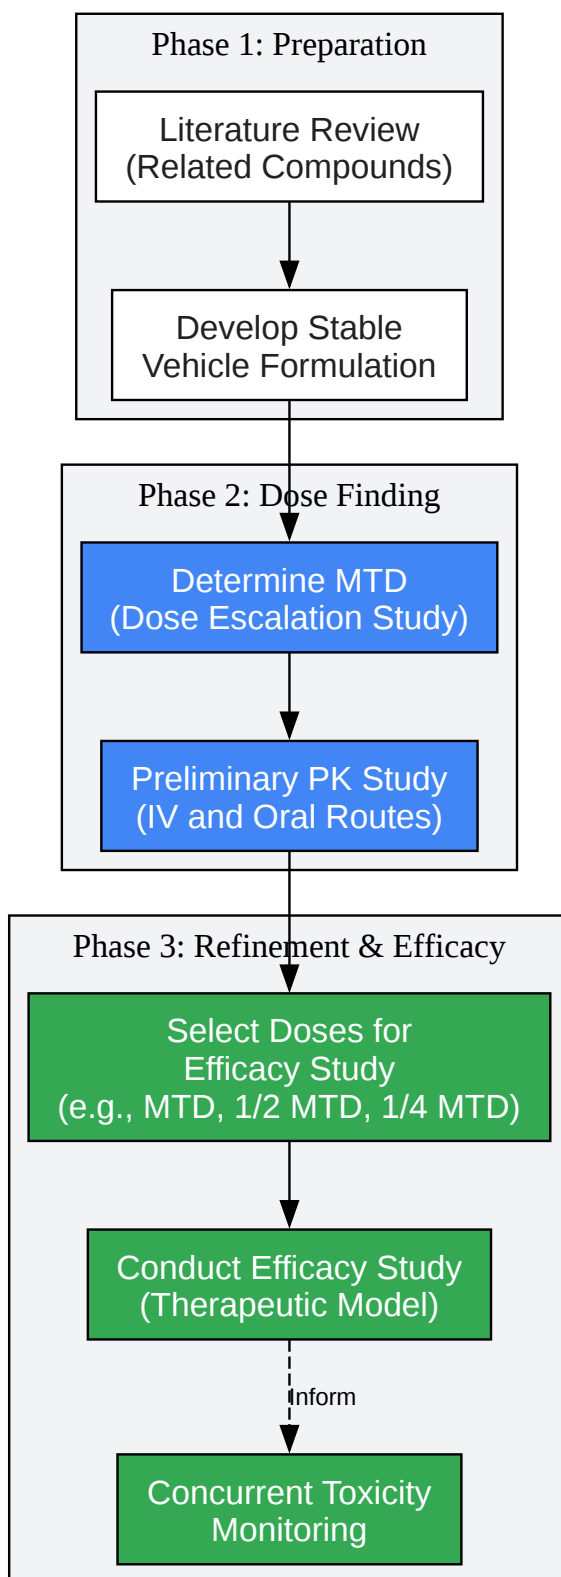 Phase 1: Preparation
Literature Review
(Related Compounds)
Develop Stable
Vehicle Formulation
Phase 2: Dose Finding
Determine MTD
(Dose Escalation Study)
Preliminary PK Study
(IV and Oral Routes)
Phase 3: Refinement & Efficacy
Select Doses for
Efficacy Study
(e.g., MTD, 1/2 MTD, 1/4 MTD)
Conduct Efficacy Study
(Therapeutic Model)
Inform
Concurrent Toxicity
Monitoring